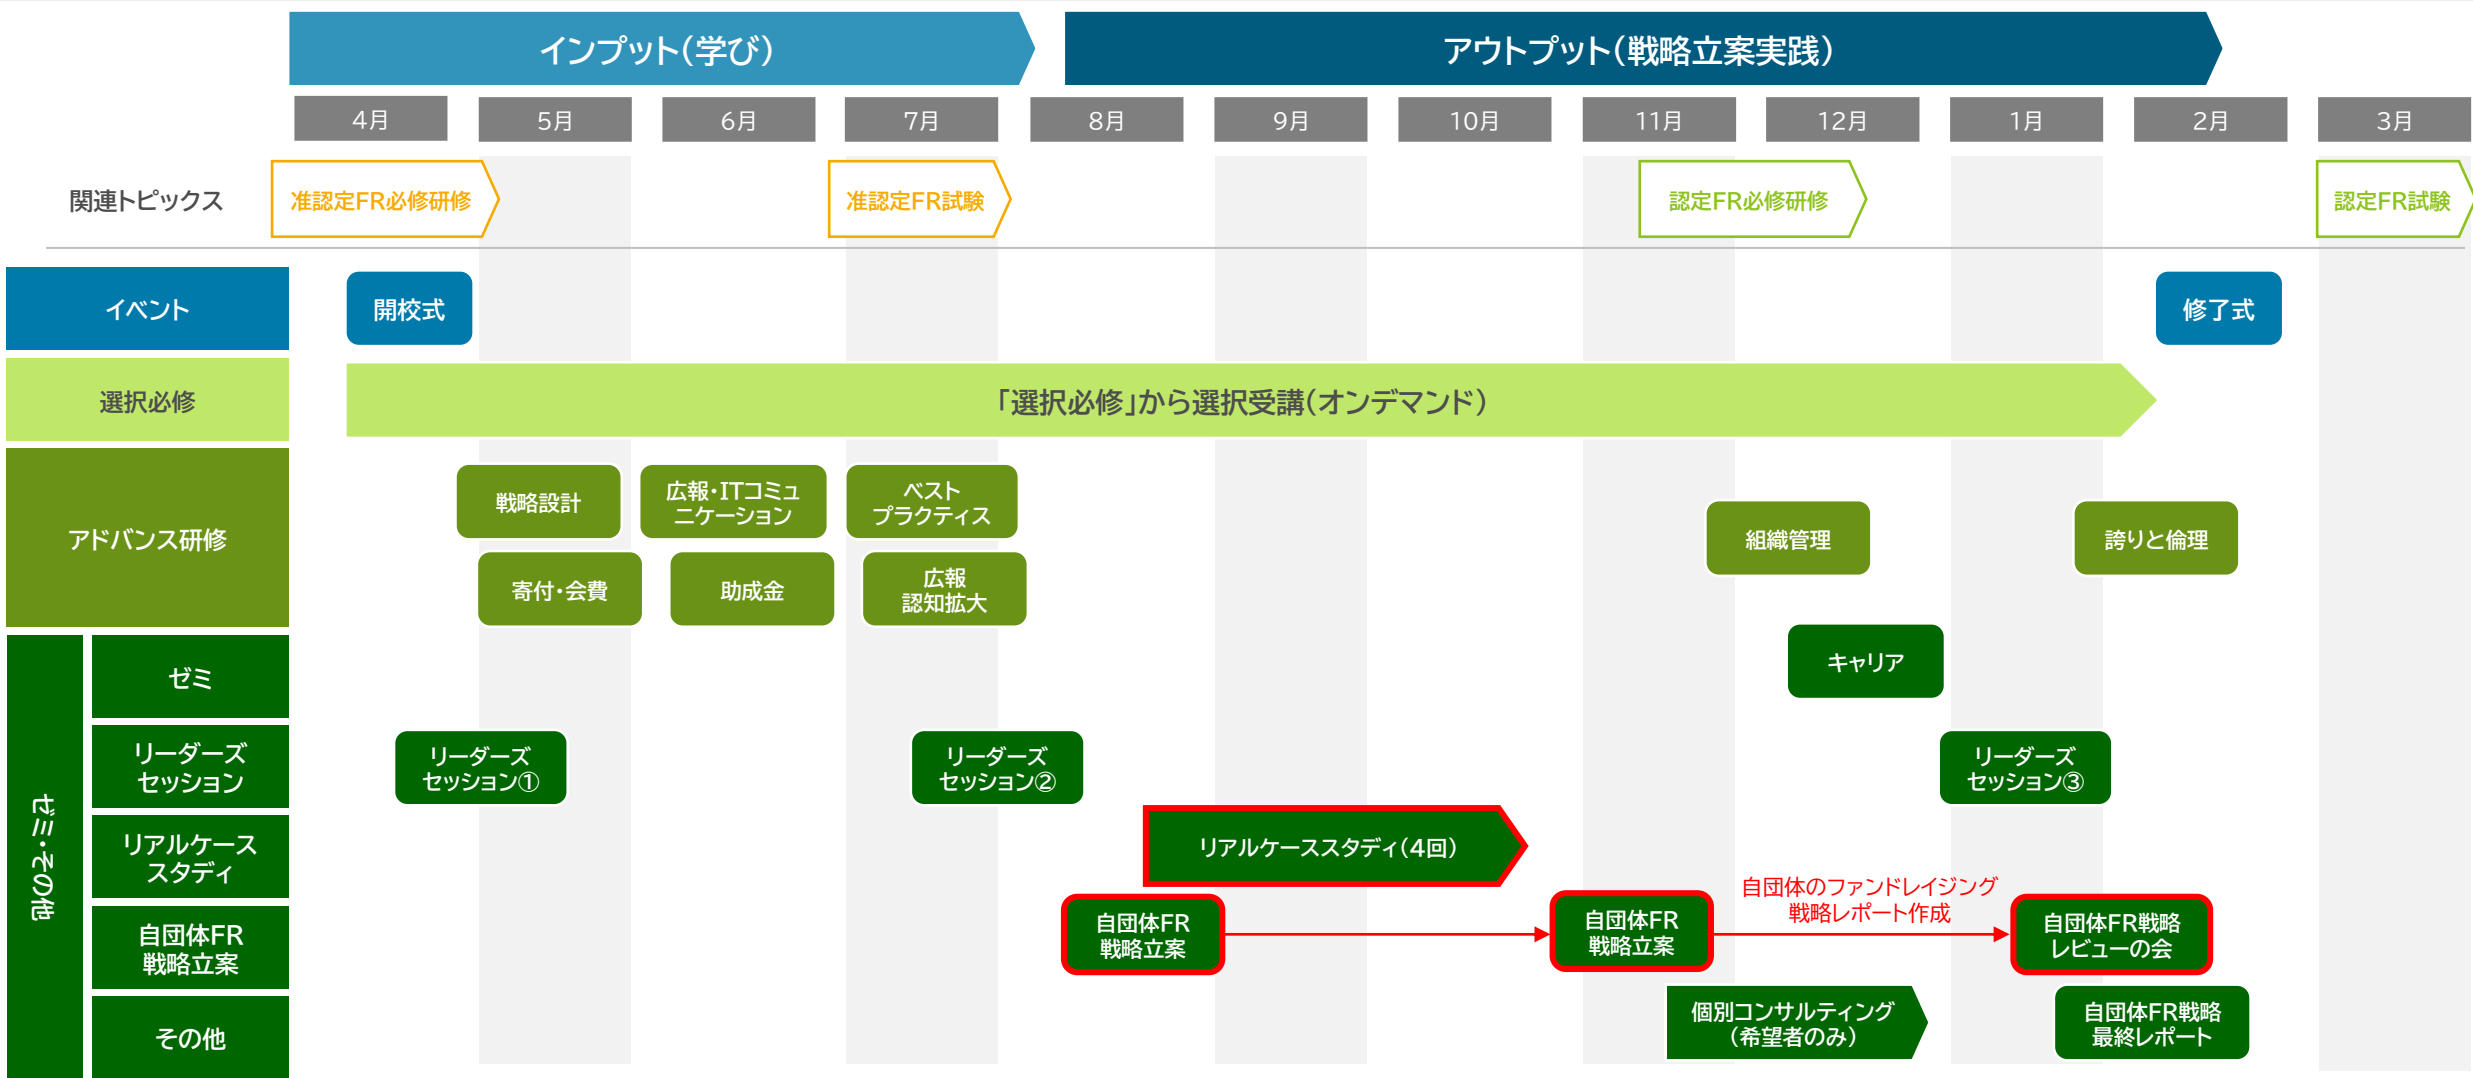 インプット(学び)
アウトプット(戦略立案実践)
4月
5月
6月
7月
8月
9月
10月
11月
12月
1月
2月
3月
関連トピックス
准認定FR必修研修
准認定FR試験
認定FR必修研修
認定FR試験
イベント
開校式
修了式
選択必修
「選択必修」から選択受講(オンデマンド)
アドバンス研修
戦略設計
広報・ITコミュ
ニケーション
ベスト
プラクティス
組織管理
誇りと倫理
寄付・会費
助成金
広報
認知拡大
ゼミ・その他
ゼミ
キャリア
リーダーズ
セッション
リーダーズ
セッション①
リーダーズ
セッション②
リーダーズ
セッション③
リアルケース
スタディ
リアルケーススタディ(4回)
自団体FR
戦略立案
自団体FR
戦略立案
自団体FR
戦略立案
自団体のファンドレイジング
戦略レポート作成
自団体FR戦略
レビューの会
その他
個別コンサルティング
(希望者のみ)
自団体FR戦略
最終レポート